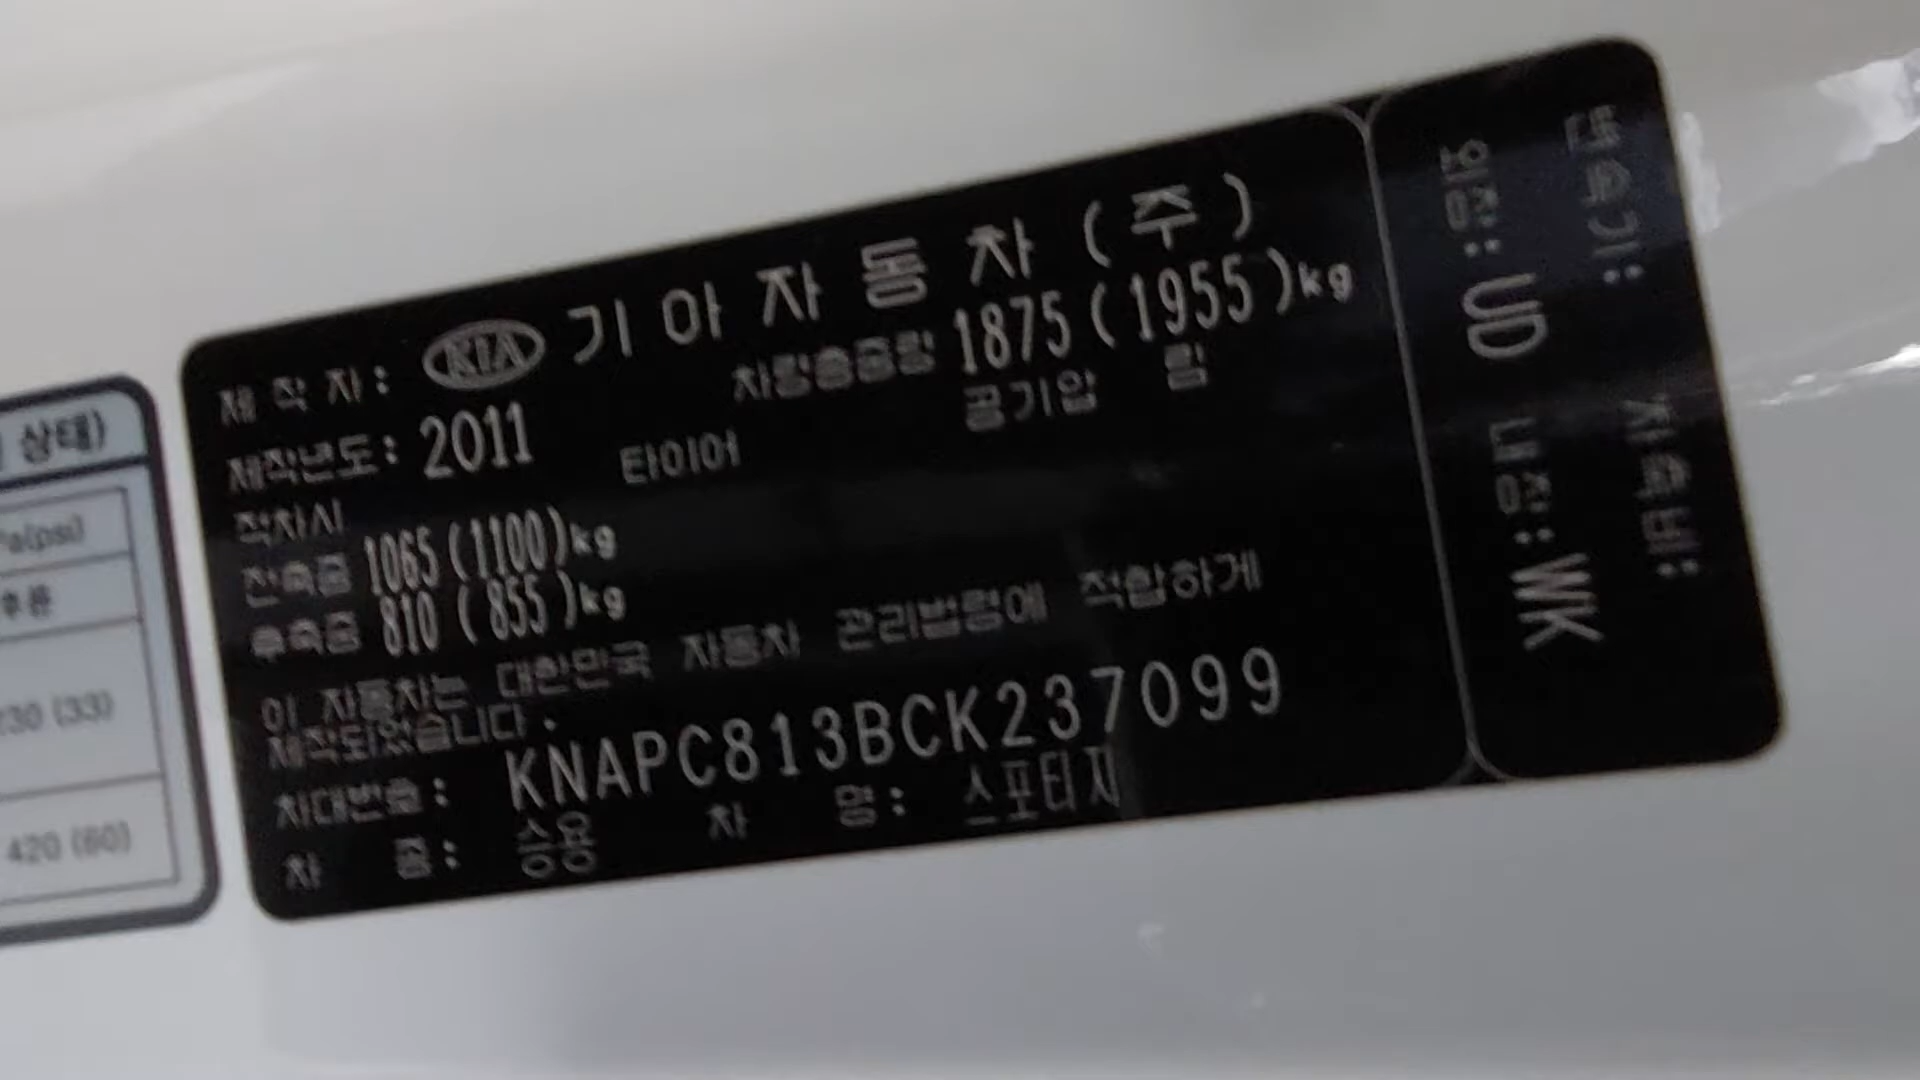 상태)
(psi)
후륜
230 (33)
420 (60)
제 작 자 : KIA 기 아 자 동 차 ( 주 )
제작년도 : 2011 차량총중량 1875 ( 1955 )kg
타이어 공기압 림
적차시
전축중 1065 (1100)kg
후축중 810 ( 855 )kg
이 자동차는 대한민국 자동차 관리법령에 적합하게
제작되었습니다.
차대번호 : KNAPC813BCK237099
차 종 : 승용 차 명 : 스포티지
변속기 : 감속비 :
외장 : UD 내장 : WK